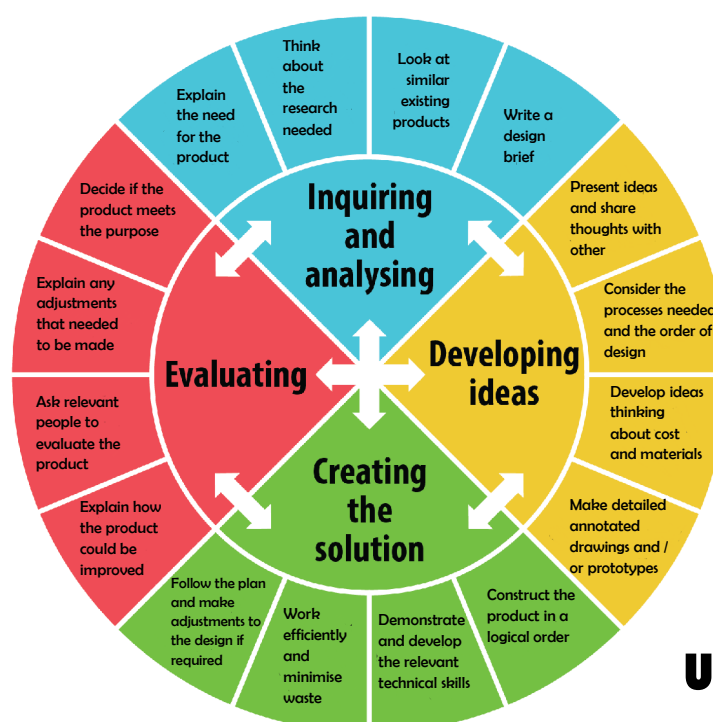 Explain
the need
for the
product
Think
about
the
research
needed
Look at
similar
existing
products
Write a
design
brief
Present ideas
and share
thoughts with
other
Consider the
processes needed
and the order of
design
Develop ideas
thinking
about cost
and materials
Make detailed
annotated
drawings and /
or prototypes
Construct the
product in a
logical order
Demonstrate
and develop
the relevant
technical skills
Work
efficiently
and
minimise
waste
Follow the plan
and make
adjustments to
the design if
required
Explain how
the product
could be
improved
Ask relevant
people to
evaluate the
product
Explain any
adjustments
that needed
to be made
Decide if the
product meets
the purpose
Inquiring
and
analysing
Developing
ideas
Creating
the
solution
Evaluating
U